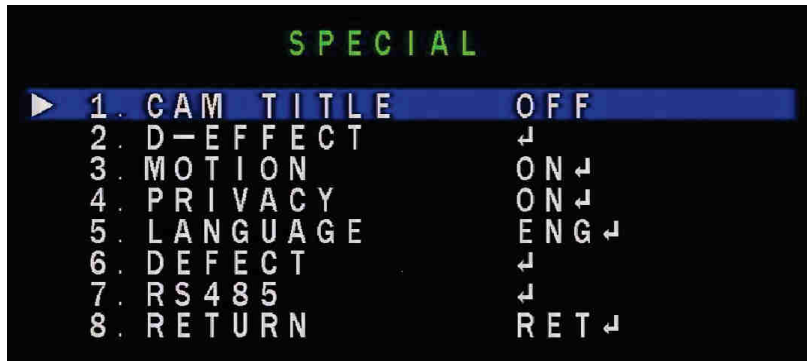 SPECIAL
1. CAM TITLE OFF
2. D-EFFECT ↲
3. MOTION ON↲
4. PRIVACY ON↲
5. LANGUAGE ENG↲
6. DEFECT ↲
7. RS485 ↲
8. RETURN RET↲